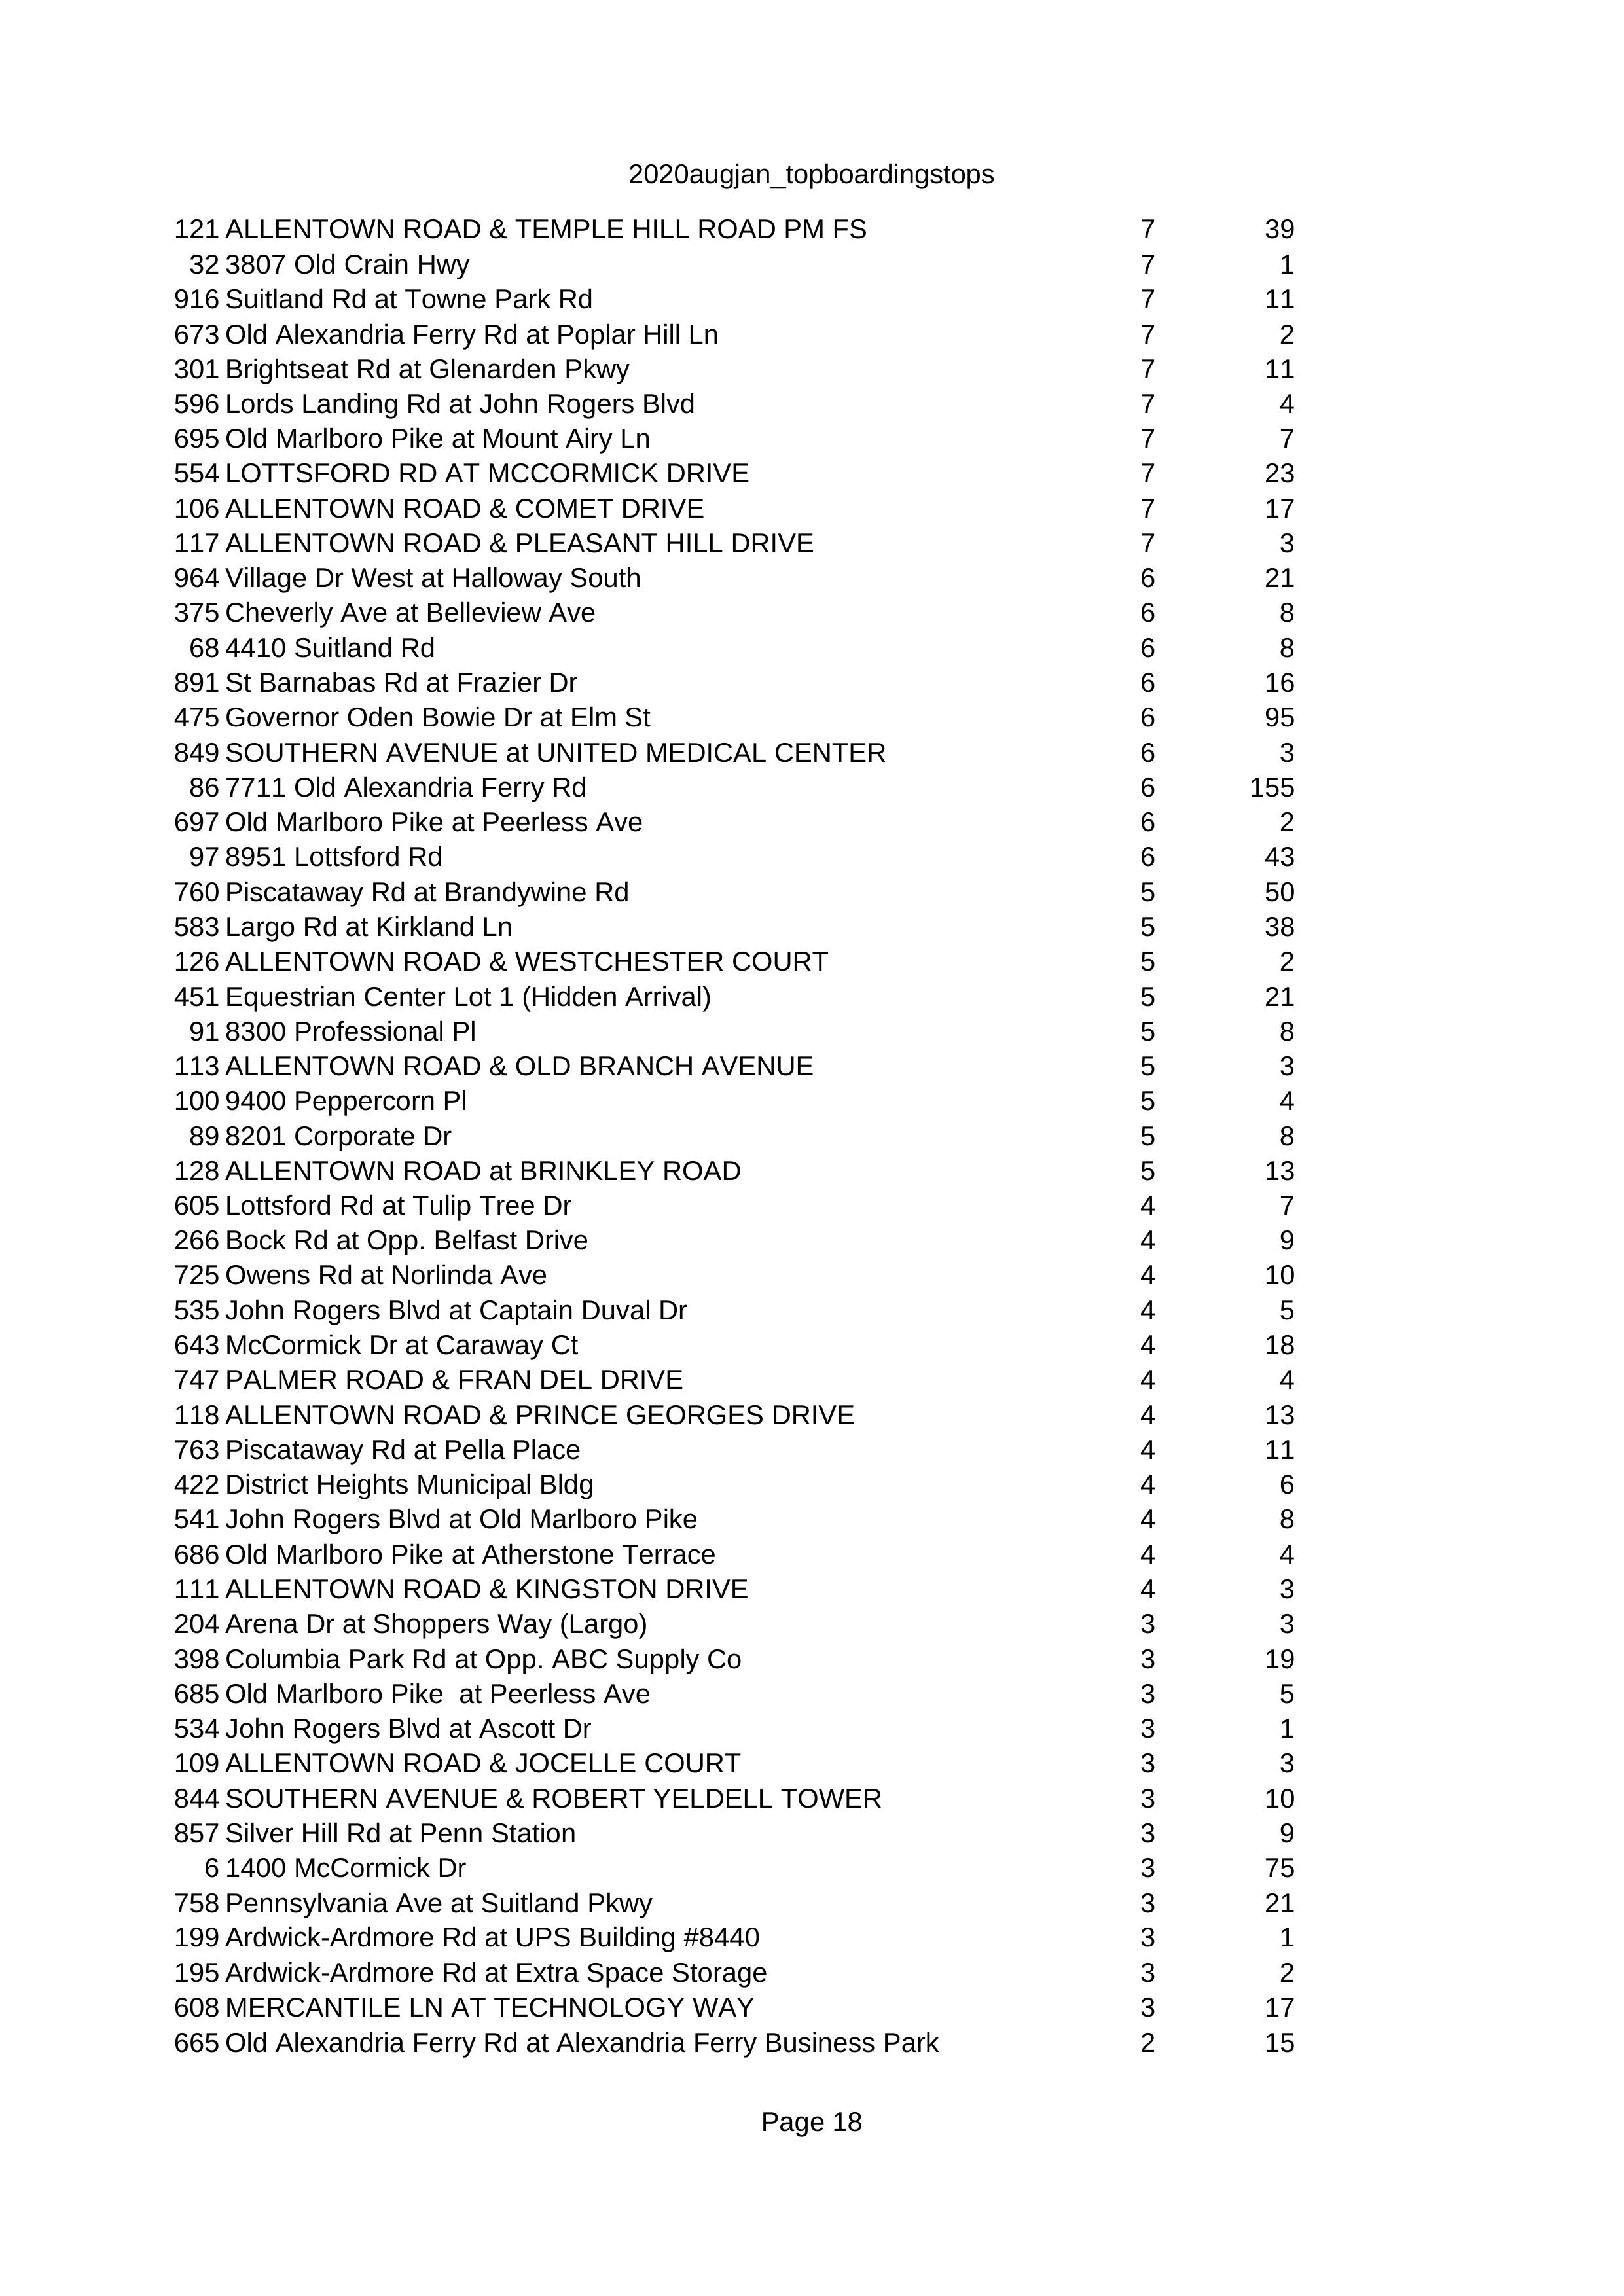 2020augjan_topboardingstops
121 ALLENTOWN ROAD & TEMPLE HILL ROAD PM FS 7 39
32 3807 Old Crain Hwy 7 1
916 Suitland Rd at Towne Park Rd 7 11
673 Old Alexandria Ferry Rd at Poplar Hill Ln 7 2
301 Brightseat Rd at Glenarden Pkwy 7 11
596 Lords Landing Rd at John Rogers Blvd 7 4
695 Old Marlboro Pike at Mount Airy Ln 7 7
554 LOTTSFORD RD AT MCCORMICK DRIVE 7 23
106 ALLENTOWN ROAD & COMET DRIVE 7 17
117 ALLENTOWN ROAD & PLEASANT HILL DRIVE 7 3
964 Village Dr West at Halloway South 6 21
375 Cheverly Ave at Belleview Ave 6 8
68 4410 Suitland Rd 6 8
891 St Barnabas Rd at Frazier Dr 6 16
475 Governor Oden Bowie Dr at Elm St 6 95
849 SOUTHERN AVENUE at UNITED MEDICAL CENTER 6 3
86 7711 Old Alexandria Ferry Rd 6 155
697 Old Marlboro Pike at Peerless Ave 6 2
97 8951 Lottsford Rd 6 43
760 Piscataway Rd at Brandywine Rd 5 50
583 Largo Rd at Kirkland Ln 5 38
126 ALLENTOWN ROAD & WESTCHESTER COURT 5 2
451 Equestrian Center Lot 1 (Hidden Arrival) 5 21
91 8300 Professional Pl 5 8
113 ALLENTOWN ROAD & OLD BRANCH AVENUE 5 3
100 9400 Peppercorn Pl 5 4
89 8201 Corporate Dr 5 8
128 ALLENTOWN ROAD at BRINKLEY ROAD 5 13
605 Lottsford Rd at Tulip Tree Dr 4 7
266 Bock Rd at Opp. Belfast Drive 4 9
725 Owens Rd at Norlinda Ave 4 10
535 John Rogers Blvd at Captain Duval Dr 4 5
643 McCormick Dr at Caraway Ct 4 18
747 PALMER ROAD & FRAN DEL DRIVE 4 4
118 ALLENTOWN ROAD & PRINCE GEORGES DRIVE 4 13
763 Piscataway Rd at Pella Place 4 11
422 District Heights Municipal Bldg 4 6
541 John Rogers Blvd at Old Marlboro Pike 4 8
686 Old Marlboro Pike at Atherstone Terrace 4 4
111 ALLENTOWN ROAD & KINGSTON DRIVE 4 3
204 Arena Dr at Shoppers Way (Largo) 3 3
398 Columbia Park Rd at Opp. ABC Supply Co 3 19
685 Old Marlboro Pike  at Peerless Ave 3 5
534 John Rogers Blvd at Ascott Dr 3 1
109 ALLENTOWN ROAD & JOCELLE COURT 3 3
844 SOUTHERN AVENUE & ROBERT YELDELL TOWER 3 10
857 Silver Hill Rd at Penn Station 3 9
6 1400 McCormick Dr 3 75
758 Pennsylvania Ave at Suitland Pkwy 3 21
199 Ardwick-Ardmore Rd at UPS Building #8440 3 1
195 Ardwick-Ardmore Rd at Extra Space Storage 3 2
608 MERCANTILE LN AT TECHNOLOGY WAY 3 17
665 Old Alexandria Ferry Rd at Alexandria Ferry Business Park 2 15
Page 18